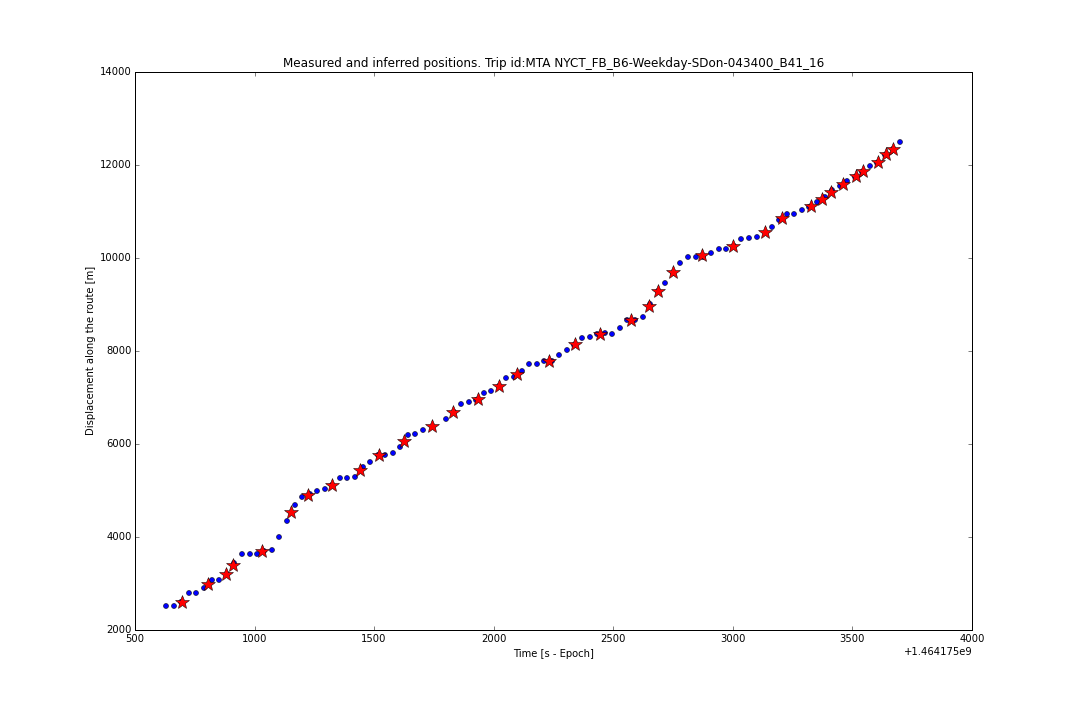 Measured and inferred positions. Trip id:MTA NYCT_FB_B6-Weekday-SDon-043400_B41_16
14000
12000
10000
8000
6000
4000
2000
Displacement along the route [m]
500 1000 1500 2000 2500 3000 3500 4000
Time [s - Epoch]
+1.464175e9